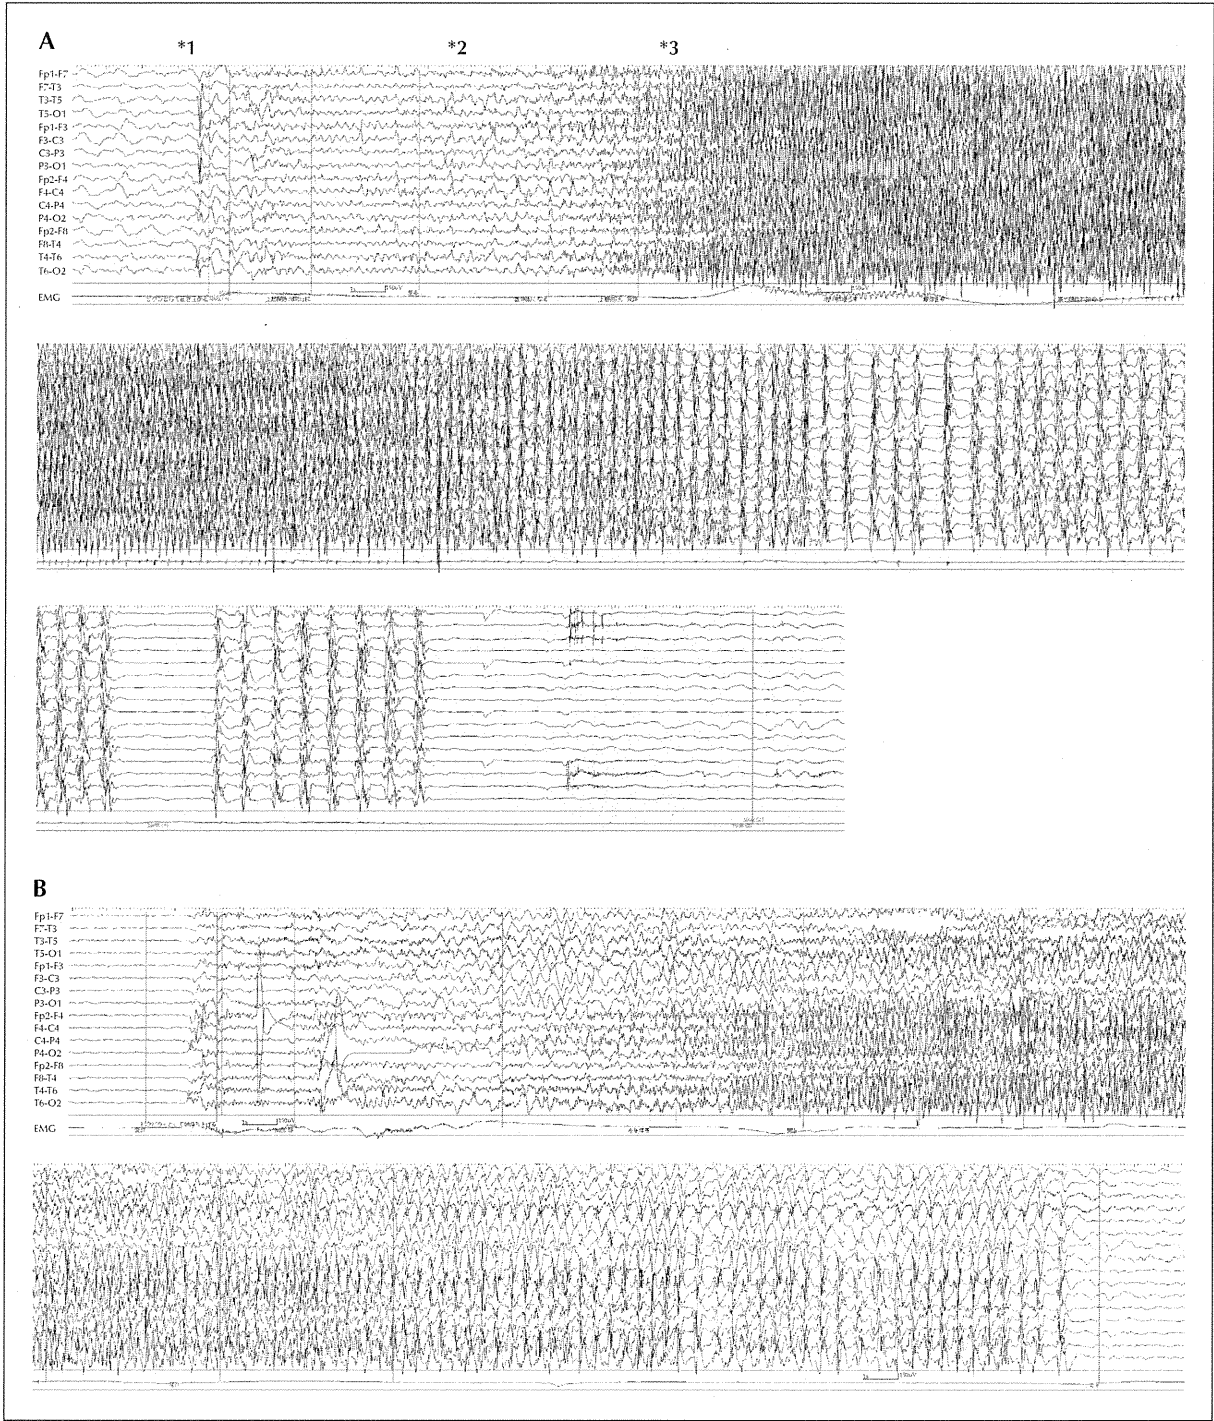 A
*1 *2 *3
Fp1-F7
F7-T3
T3-T5
T5-O1
Fp1-F3
F3-C3
C3-P3
P3-O1
Fp2-F4
F4-C4
C4-P4
P4-O2
Fp2-F8
F8-T4
T4-T6
T6-O2
EMG
B
Fp1-F7
F7-T3
T3-T5
T5-O1
Fp1-F3
F3-C3
C3-P3
P3-O1
Fp2-F4
F4-C4
C4-P4
P4-O2
Fp2-F8
F8-T4
T4-T6
T6-O2
EMG